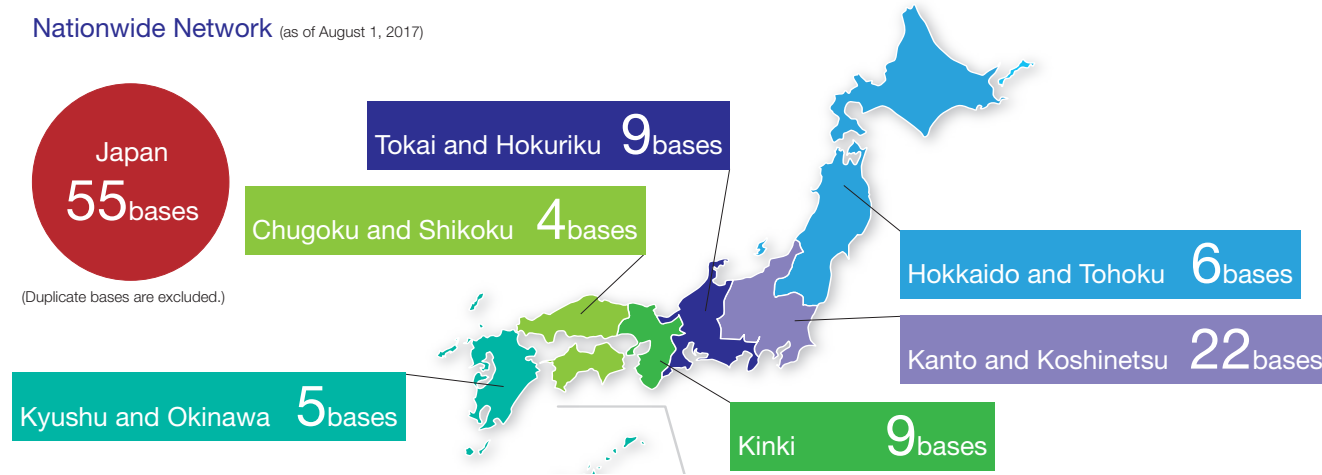 Nationwide Network (as of August 1, 2017)
Japan
55bases
(Duplicate bases are excluded.)
Tokai and Hokuriku 9bases
Chugoku and Shikoku 4bases
Hokkaido and Tohoku 6bases
Kanto and Koshinetsu 22bases
Kyushu and Okinawa 5bases
Kinki 9bases